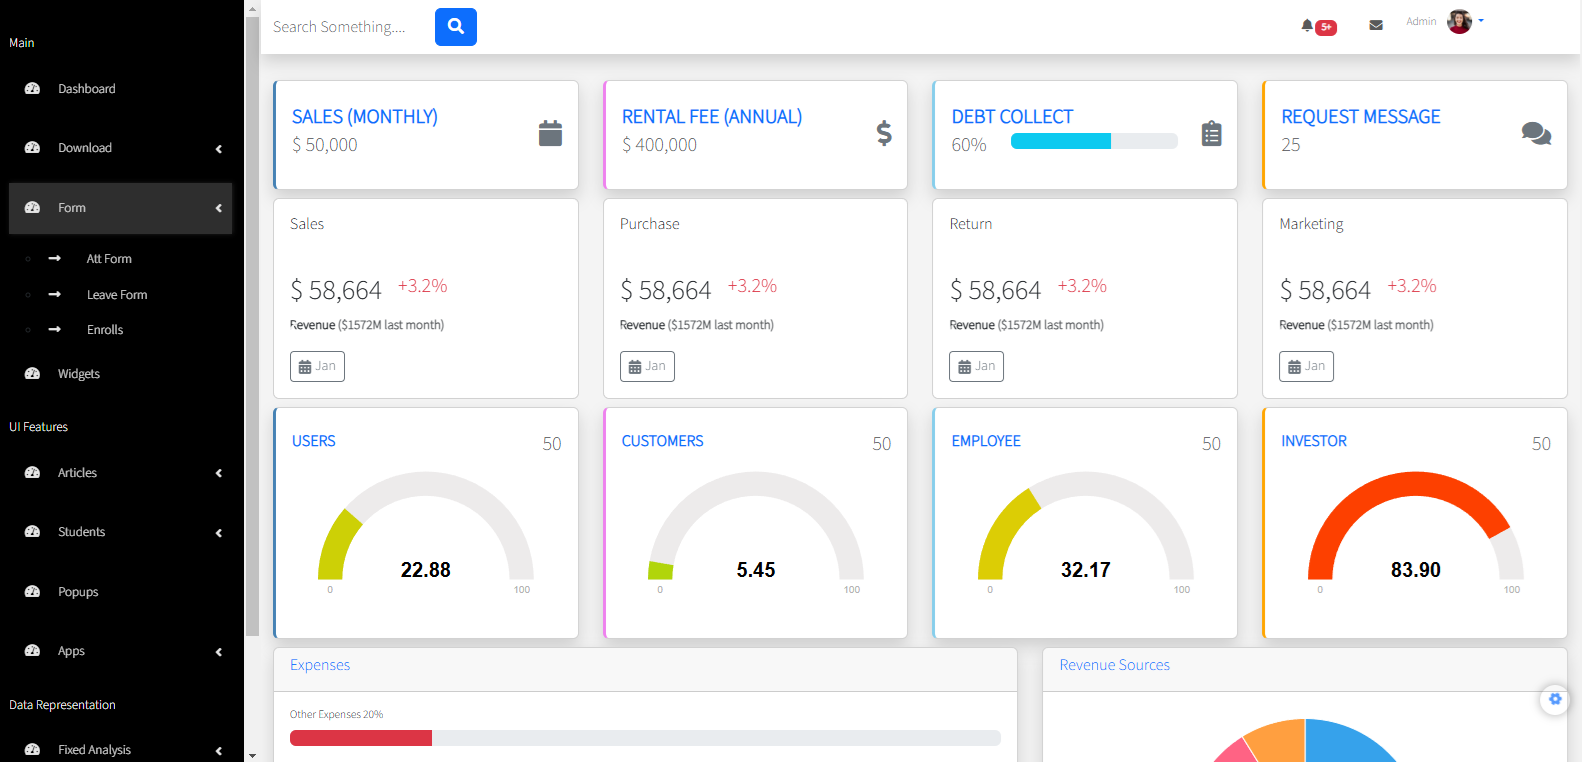 Main
Dashboard
Download
Form
Att Form
Leave Form
Enrolls
Widgets
UI Features
Articles
Students
Popups
Apps
Data Representation
Fixed Analysis
Search Something....
5+
Admin
SALES (MONTHLY)
$ 50,000
RENTAL FEE (ANNUAL)
$ 400,000
DEBT COLLECT
60%
REQUEST MESSAGE
25
Sales
$ 58,664 +3.2%
Revenue ($1572M last month)
Jan
Purchase
$ 58,664 +3.2%
Revenue ($1572M last month)
Jan
Return
$ 58,664 +3.2%
Revenue ($1572M last month)
Jan
Marketing
$ 58,664 +3.2%
Revenue ($1572M last month)
Jan
USERS 50
22.88
0 100
CUSTOMERS 50
5.45
0 100
EMPLOYEE 50
32.17
0 100
INVESTOR 50
83.90
0 100
Expenses
Other Expenses 20%
Revenue Sources